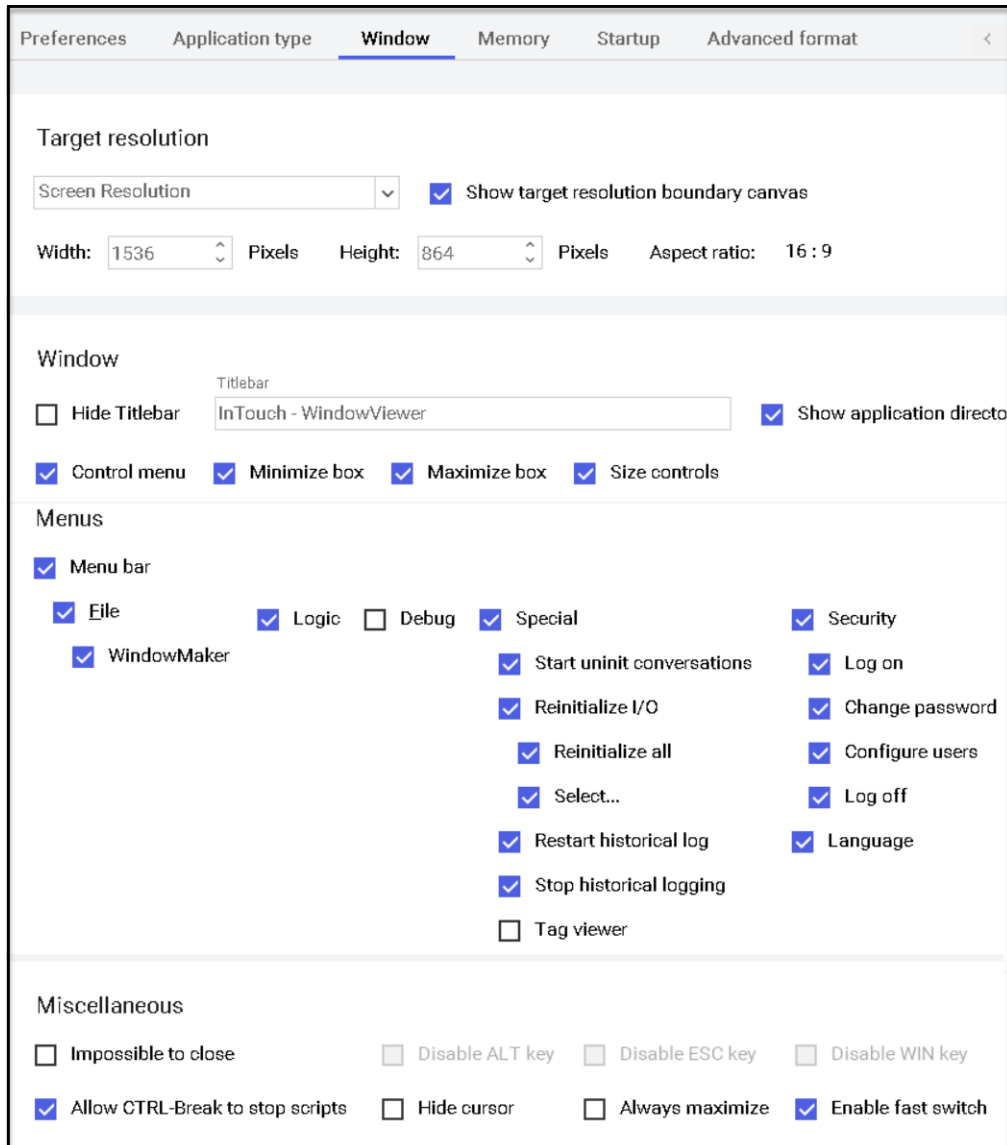 Preferences Application type Window Memory Startup Advanced format <
Target resolution
Screen Resolution Show target resolution boundary canvas
Width: 1536 Pixels Height: 864 Pixels Aspect ratio: 16 : 9
Window
Titlebar
Hide Titlebar InTouch - WindowViewer Show application directo
Control menu Minimize box Maximize box Size controls
Menus
Menu bar
File Logic Debug Special Security
WindowMaker Start uninit conversations Log on
Reinitialize I/O Change password
Reinitialize all Configure users
Select... Log off
Restart historical log Language
Stop historical logging
Tag viewer
Miscellaneous
Impossible to close Disable ALT key Disable ESC key Disable WIN key
Allow CTRL-Break to stop scripts Hide cursor Always maximize Enable fast switch